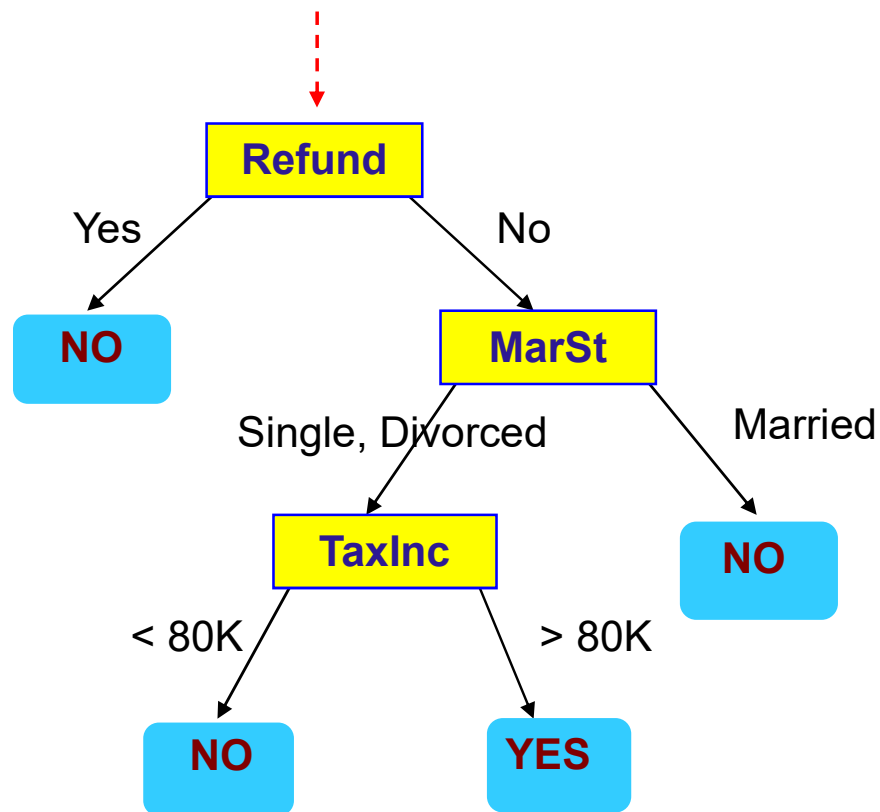 Refund
Yes
No
NO
MarSt
Single, Divorced
Married
TaxInc
NO
< 80K
> 80K
NO
YES